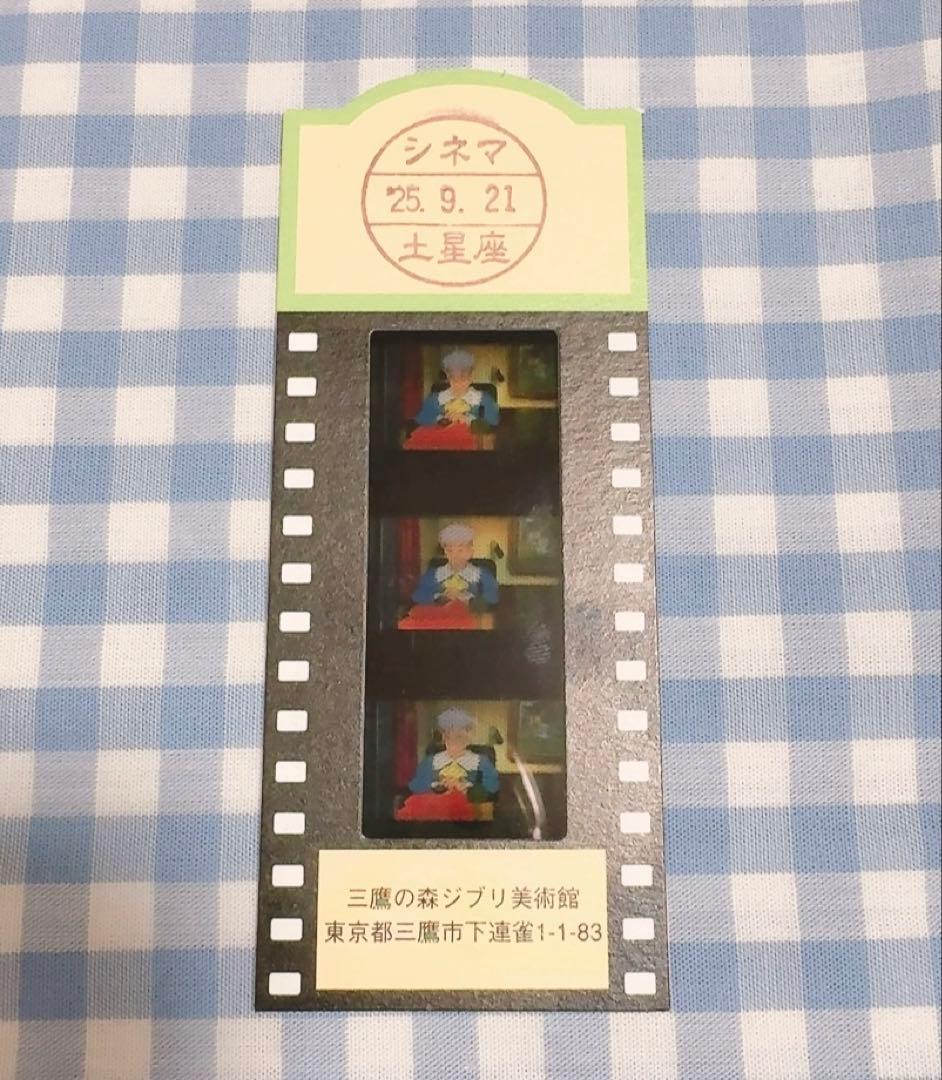 シネマ
'25. 9. 21
土星座
三鷹の森ジブリ美術館
東京都三鷹市下連雀1-1-83